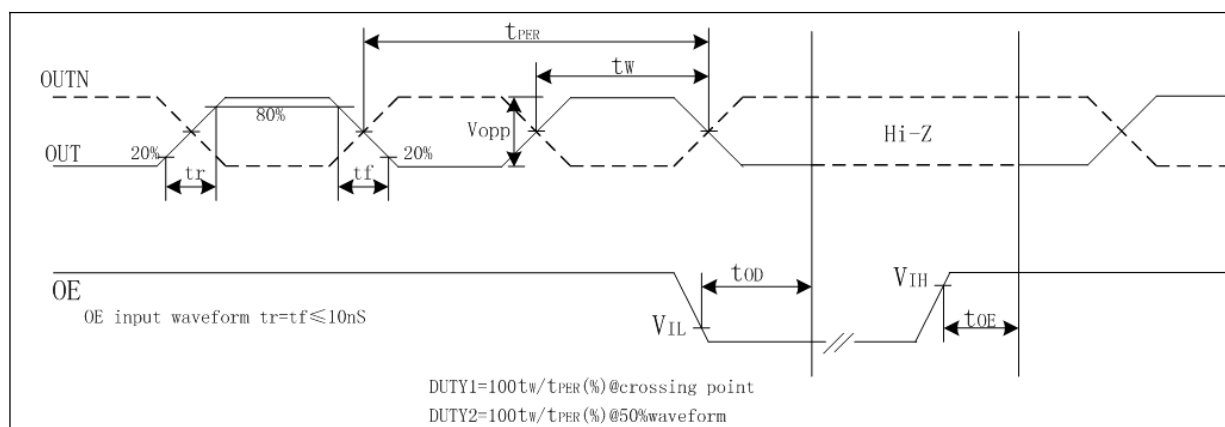 tPER
tW
OUTN
80%
Vopp
Hi-Z
OUT
20%
20%
tr
tf
tOD
VIH
OE
OE input waveform tr=tf≤10nS
VIL
tOE
DUTY1=100tW/tPER(%)@crossing point
DUTY2=100tW/tPER(%)@50%waveform